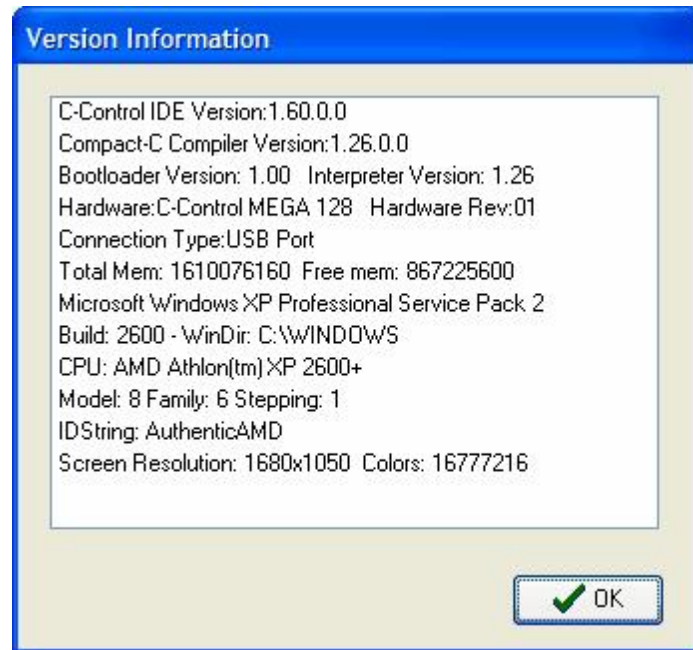 Version Information
C-Control IDE Version:1.60.0.0
Compact-C Compiler Version:1.26.0.0
Bootloader Version: 1.00   Interpreter Version: 1.26
Hardware:C-Control MEGA 128   Hardware Rev:01
Connection Type:USB Port
Total Mem: 1610076160  Free mem: 867225600
Microsoft Windows XP Professional Service Pack 2
Build: 2600 - WinDir: C:\WINDOWS
CPU: AMD Athlon(tm) XP 2600+
Model: 8 Family: 6 Stepping: 1
IDString: AuthenticAMD
Screen Resolution: 1680x1050  Colors: 16777216
OK